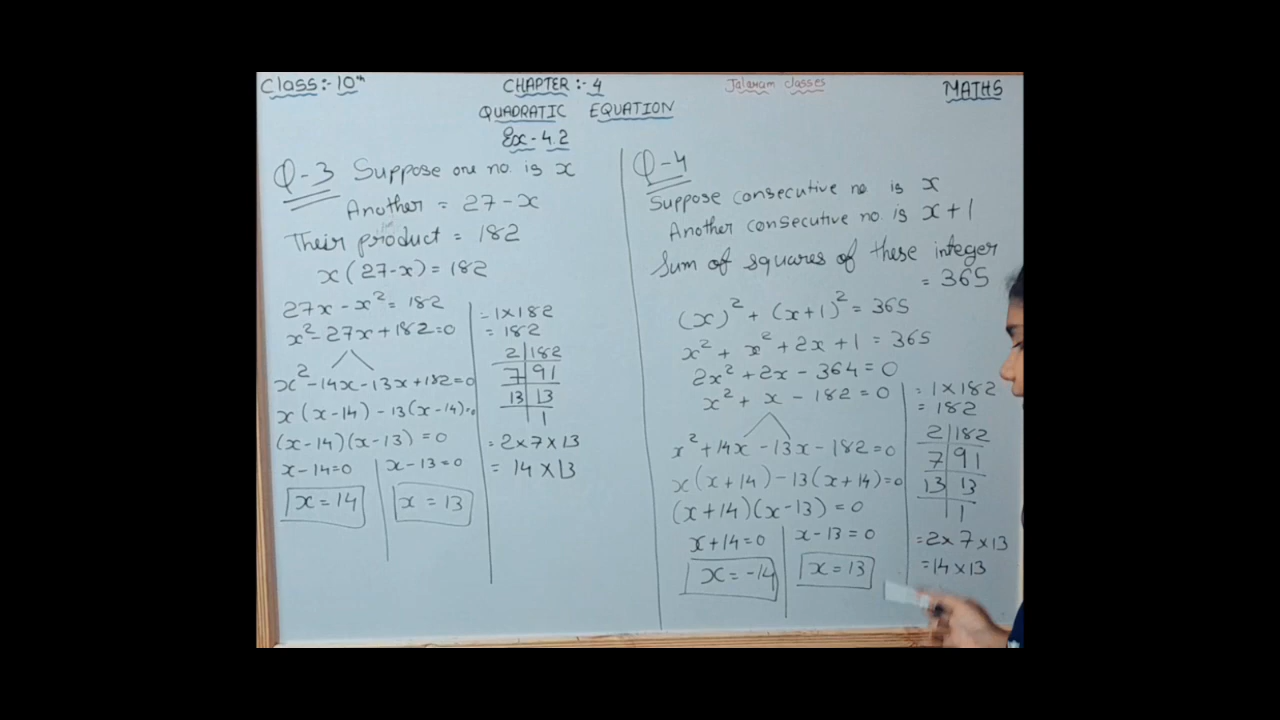 Class:- 10th
CHAPTER :- 4
Jalaram classes
MATHS
QUADRATIC EQUATION
Ex - 4.2
Q-3 Suppose one no. is x
Another = 27 - x
Their product = 182
x(27-x) = 182
27x - x² = 182
x² - 27x + 182 = 0
x² - 14x - 13x + 182 = 0
x(x-14) - 13(x-14) = 0
(x-14)(x-13) = 0
x - 14 = 0
x - 13 = 0
x = 14
x = 13
= 1 x 182
= 182
2 | 182
7 | 91
13 | 13
| 1
= 2 x 7 x 13
= 14 x 13
Q-4
Suppose consecutive no is x
Another consecutive no. is x + 1
Sum of squares of these integer
= 365
(x)² + (x+1)² = 365
x² + x² + 2x + 1 = 365
2x² + 2x - 364 = 0
x² + x - 182 = 0
x² + 14x - 13x - 182 = 0
x(x+14) - 13(x+14) = 0
(x+14)(x-13) = 0
x + 14 = 0
x - 13 = 0
x = -14
x = 13
= 1 x 182
= 182
2 | 182
7 | 91
13 | 13
| 1
= 2 x 7 x 13
= 14 x 13